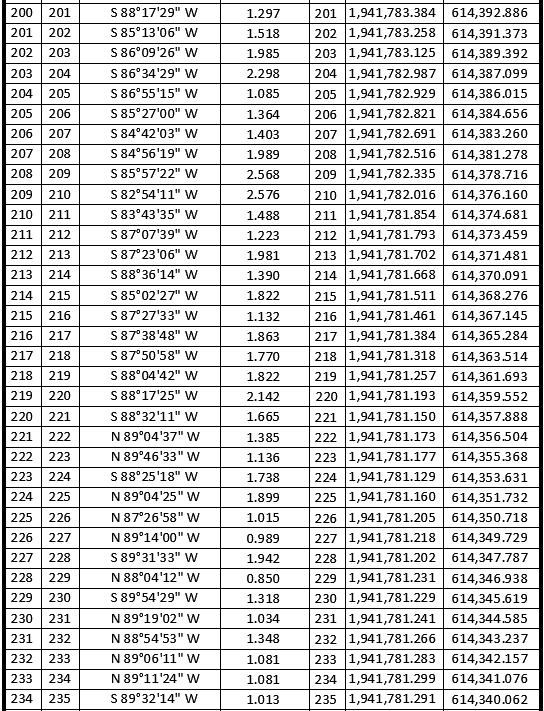 200 201 S 88°17'29" W 1.297 201 1,941,783.384 614,392.886
201 202 S 85°13'06" W 1.518 202 1,941,783.258 614,391.373
202 203 S 86°09'26" W 1.985 203 1,941,783.125 614,389.392
203 204 S 86°34'29" W 2.298 204 1,941,782.987 614,387.099
204 205 S 86°55'15" W 1.085 205 1,941,782.929 614,386.015
205 206 S 85°27'00" W 1.364 206 1,941,782.821 614,384.656
206 207 S 84°42'03" W 1.403 207 1,941,782.691 614,383.260
207 208 S 84°56'19" W 1.989 208 1,941,782.516 614,381.278
208 209 S 85°57'22" W 2.568 209 1,941,782.335 614,378.716
209 210 S 82°54'11" W 2.576 210 1,941,782.016 614,376.160
210 211 S 83°43'35" W 1.488 211 1,941,781.854 614,374.681
211 212 S 87°07'39" W 1.223 212 1,941,781.793 614,373.459
212 213 S 87°23'06" W 1.981 213 1,941,781.702 614,371.481
213 214 S 88°36'14" W 1.390 214 1,941,781.668 614,370.091
214 215 S 85°02'27" W 1.822 215 1,941,781.511 614,368.276
215 216 S 87°27'33" W 1.132 216 1,941,781.461 614,367.145
216 217 S 87°38'48" W 1.863 217 1,941,781.384 614,365.284
217 218 S 87°50'58" W 1.770 218 1,941,781.318 614,363.514
218 219 S 88°04'42" W 1.822 219 1,941,781.257 614,361.693
219 220 S 88°17'25" W 2.142 220 1,941,781.193 614,359.552
220 221 S 88°32'11" W 1.665 221 1,941,781.150 614,357.888
221 222 N 89°04'37" W 1.385 222 1,941,781.173 614,356.504
222 223 N 89°46'33" W 1.136 223 1,941,781.177 614,355.368
223 224 S 88°25'18" W 1.738 224 1,941,781.129 614,353.631
224 225 N 89°04'25" W 1.899 225 1,941,781.160 614,351.732
225 226 N 87°26'58" W 1.015 226 1,941,781.205 614,350.718
226 227 N 89°14'00" W 0.989 227 1,941,781.218 614,349.729
227 228 S 89°31'33" W 1.942 228 1,941,781.202 614,347.787
228 229 N 88°04'12" W 0.850 229 1,941,781.231 614,346.938
229 230 S 89°54'29" W 1.318 230 1,941,781.229 614,345.619
230 231 N 89°19'02" W 1.034 231 1,941,781.241 614,344.585
231 232 N 88°54'53" W 1.348 232 1,941,781.266 614,343.237
232 233 N 89°06'11" W 1.081 233 1,941,781.283 614,342.157
233 234 N 89°11'24" W 1.081 234 1,941,781.299 614,341.076
234 235 S 89°32'14" W 1.013 235 1,941,781.291 614,340.062